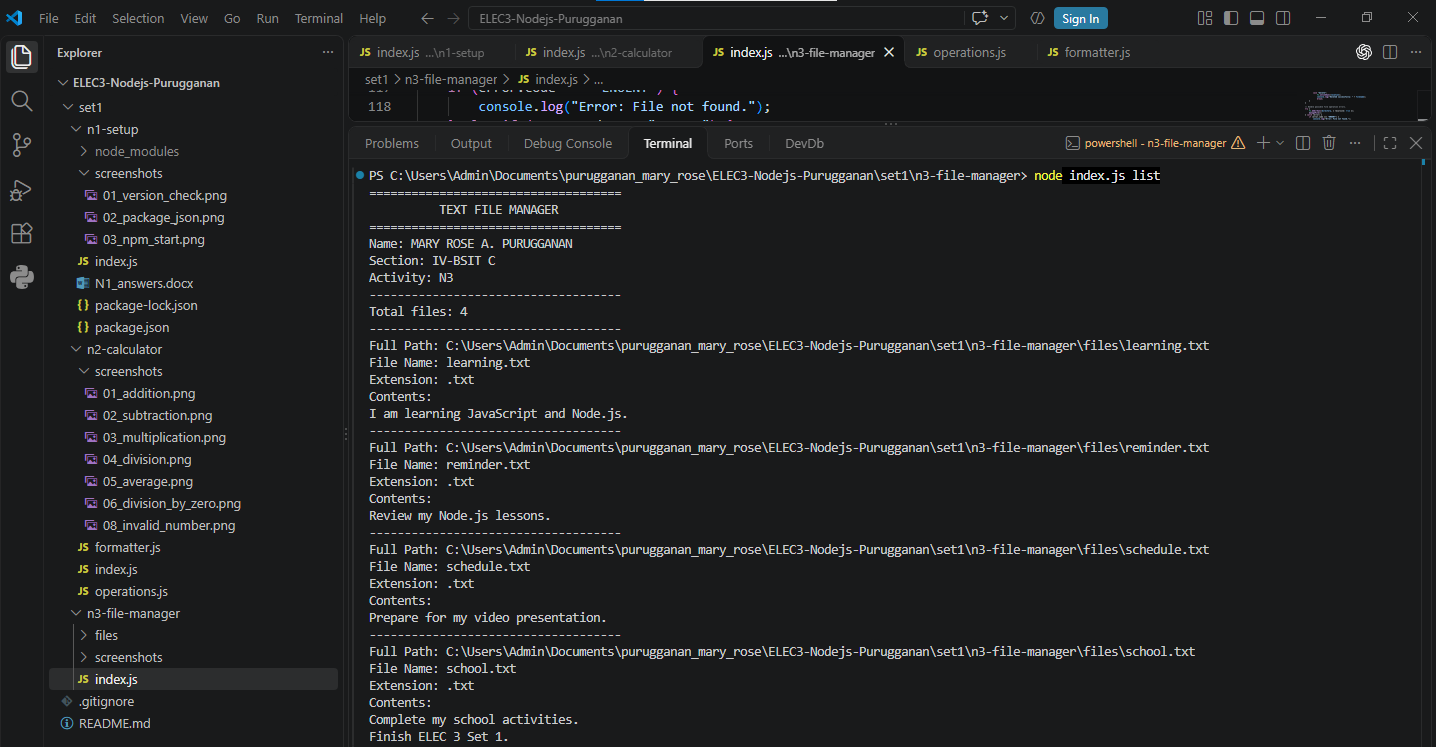 File Edit Selection View Go Run Terminal Help
ELEC3-Nodejs-Purugganan
Sign In
Explorer
ELEC3-Nodejs-Purugganan
set1
n1-setup
node_modules
screenshots
01_version_check.png
02_package_json.png
03_npm_start.png
JS index.js
N1_answers.docx
{} package-lock.json
{} package.json
n2-calculator
screenshots
01_addition.png
02_subtraction.png
03_multiplication.png
04_division.png
05_average.png
06_division_by_zero.png
08_invalid_number.png
JS formatter.js
JS index.js
JS operations.js
n3-file-manager
files
screenshots
JS index.js
.gitignore
README.md
JS index.js ...\n1-setup JS index.js ...\n2-calculator JS index.js ...\n3-file-manager JS operations.js JS formatter.js
set1 > n3-file-manager > JS index.js > ...
118 console.log("Error: File not found.");
Problems Output Debug Console Terminal Ports DevDb
powershell - n3-file-manager
PS C:\Users\Admin\Documents\purugganan_mary_rose\ELEC3-Nodejs-Purugganan\set1\n3-file-manager> node index.js list
====================================
TEXT FILE MANAGER
====================================
Name: MARY ROSE A. PURUGGANAN
Section: IV-BSIT C
Activity: N3
------------------------------------
Total files: 4
------------------------------------
Full Path: C:\Users\Admin\Documents\purugganan_mary_rose\ELEC3-Nodejs-Purugganan\set1\n3-file-manager\files\learning.txt
File Name: learning.txt
Extension: .txt
Contents:
I am learning JavaScript and Node.js.
------------------------------------
Full Path: C:\Users\Admin\Documents\purugganan_mary_rose\ELEC3-Nodejs-Purugganan\set1\n3-file-manager\files\reminder.txt
File Name: reminder.txt
Extension: .txt
Contents:
Review my Node.js lessons.
------------------------------------
Full Path: C:\Users\Admin\Documents\purugganan_mary_rose\ELEC3-Nodejs-Purugganan\set1\n3-file-manager\files\schedule.txt
File Name: schedule.txt
Extension: .txt
Contents:
Prepare for my video presentation.
------------------------------------
Full Path: C:\Users\Admin\Documents\purugganan_mary_rose\ELEC3-Nodejs-Purugganan\set1\n3-file-manager\files\school.txt
File Name: school.txt
Extension: .txt
Contents:
Complete my school activities.
Finish ELEC 3 Set 1.